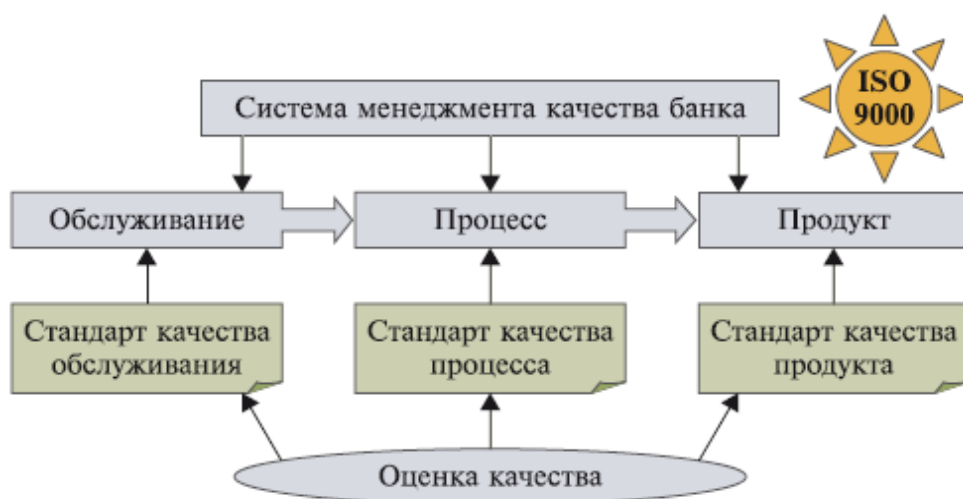 ISO
9000
Система менеджмента качества банка
Обслуживание
Процесс
Продукт
Стандарт качества
обслуживания
Стандарт качества
процесса
Стандарт качества
продукта
Оценка качества